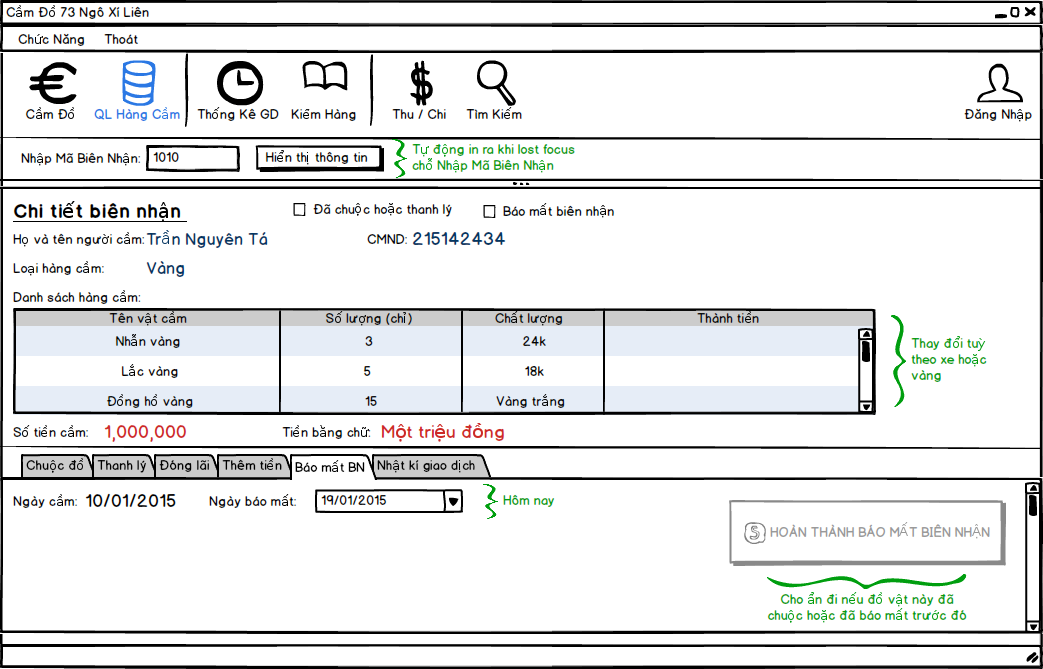 Cầm Đồ 73 Ngô Xí Liên
Chức Năng Thoát
Cầm Đồ QL Hàng Cầm Thống Kê GD Kiểm Hàng Thu / Chi Tìm Kiếm Đăng Nhập
Nhập Mã Biên Nhận: 1010 Hiển thị thông tin
Tự động in ra khi lost focus
chỗ Nhập Mã Biên Nhận
Chi tiết biên nhận Đã chuộc hoặc thanh lý Báo mất biên nhận
Họ và tên người cầm: Trần Nguyên Tá CMND: 215142434
Loại hàng cầm: Vàng
Danh sách hàng cầm:
Tên vật cầm Số lượng (chỉ) Chất lượng Thành tiền
Nhẫn vàng 3 24k
Lắc vàng 5 18k
Đồng hồ vàng 15 Vàng trắng
Thay đổi tuỳ
theo xe hoặc
vàng
Số tiền cầm: 1,000,000 Tiền bằng chữ: Một triệu đồng
Chuộc đồ Thanh lý Đóng lãi Thêm tiền Báo mất BN Nhật kí giao dịch
Ngày cầm: 10/01/2015 Ngày báo mất: 19/01/2015 Hôm nay
HOÀN THÀNH BÁO MẤT BIÊN NHẬN
Cho ẩn đi nếu đồ vật này đã
chuộc hoặc đã báo mất trước đó